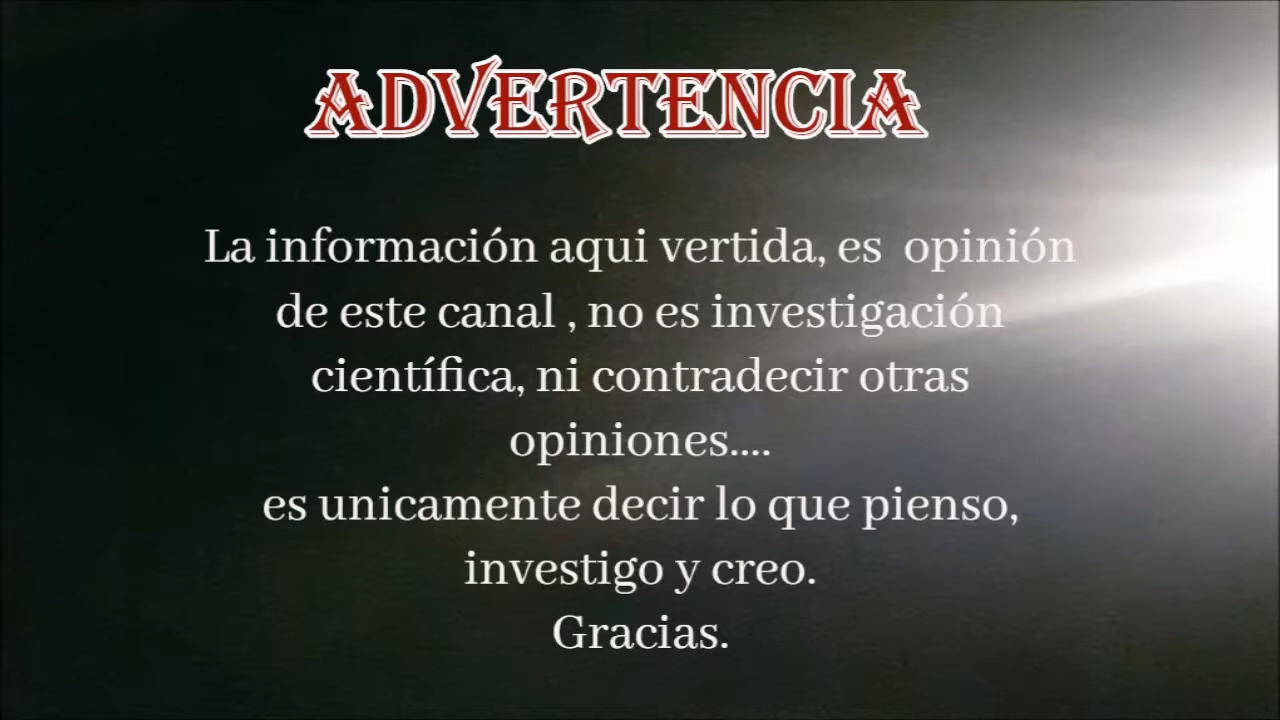 ADVERTENCIA
La información aqui vertida, es opinión
de este canal , no es investigación
científica, ni contradecir otras
opiniones....
es unicamente decir lo que pienso,
investigo y creo.
Gracias.